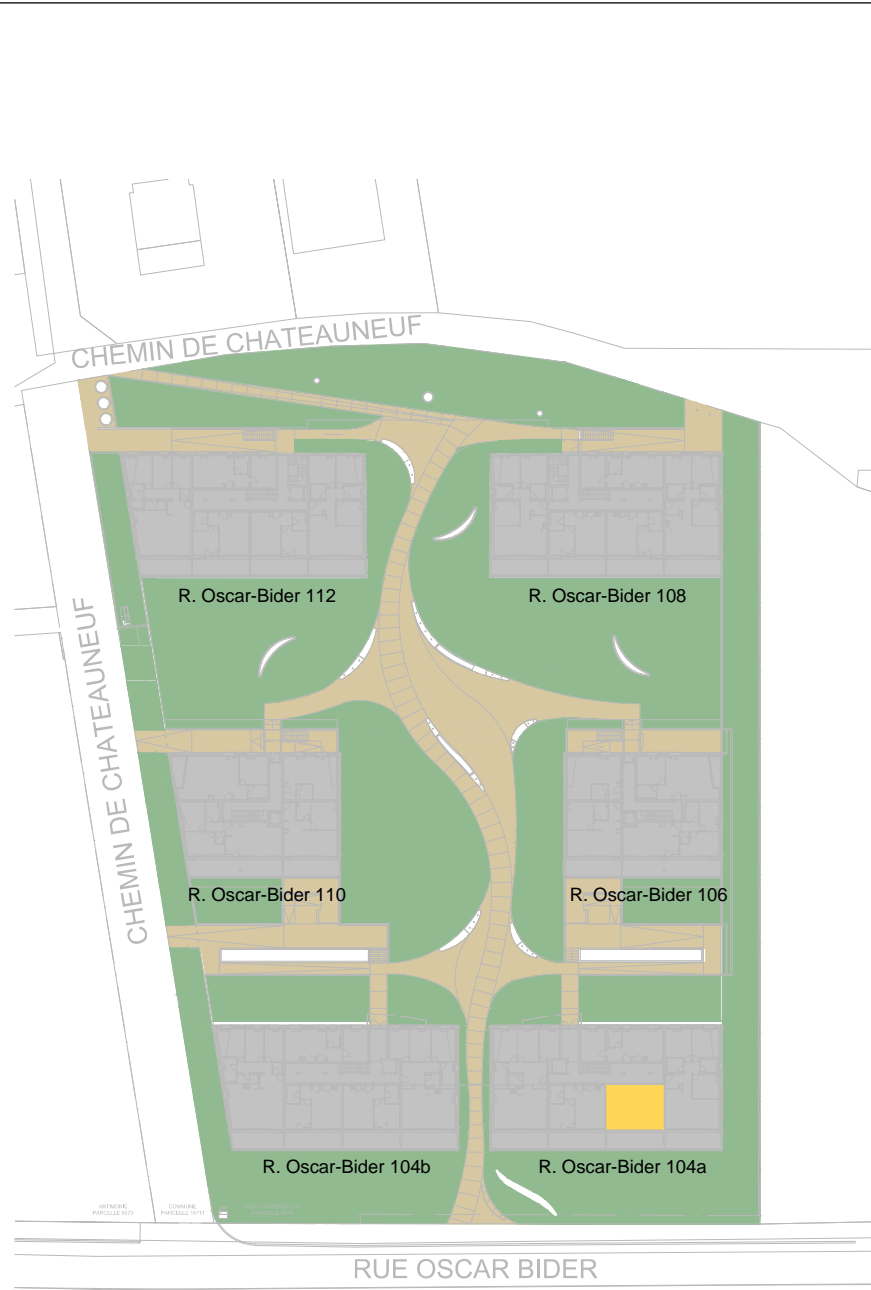 CHEMIN DE CHATEAUNEUF
R. Oscar-Bider 112
R. Oscar-Bider 108
CHEMIN DE CHATEAUNEUF
R. Oscar-Bider 110
R. Oscar-Bider 106
R. Oscar-Bider 104b
R. Oscar-Bider 104a
COMMUNE
RUE OSCAR BIDER